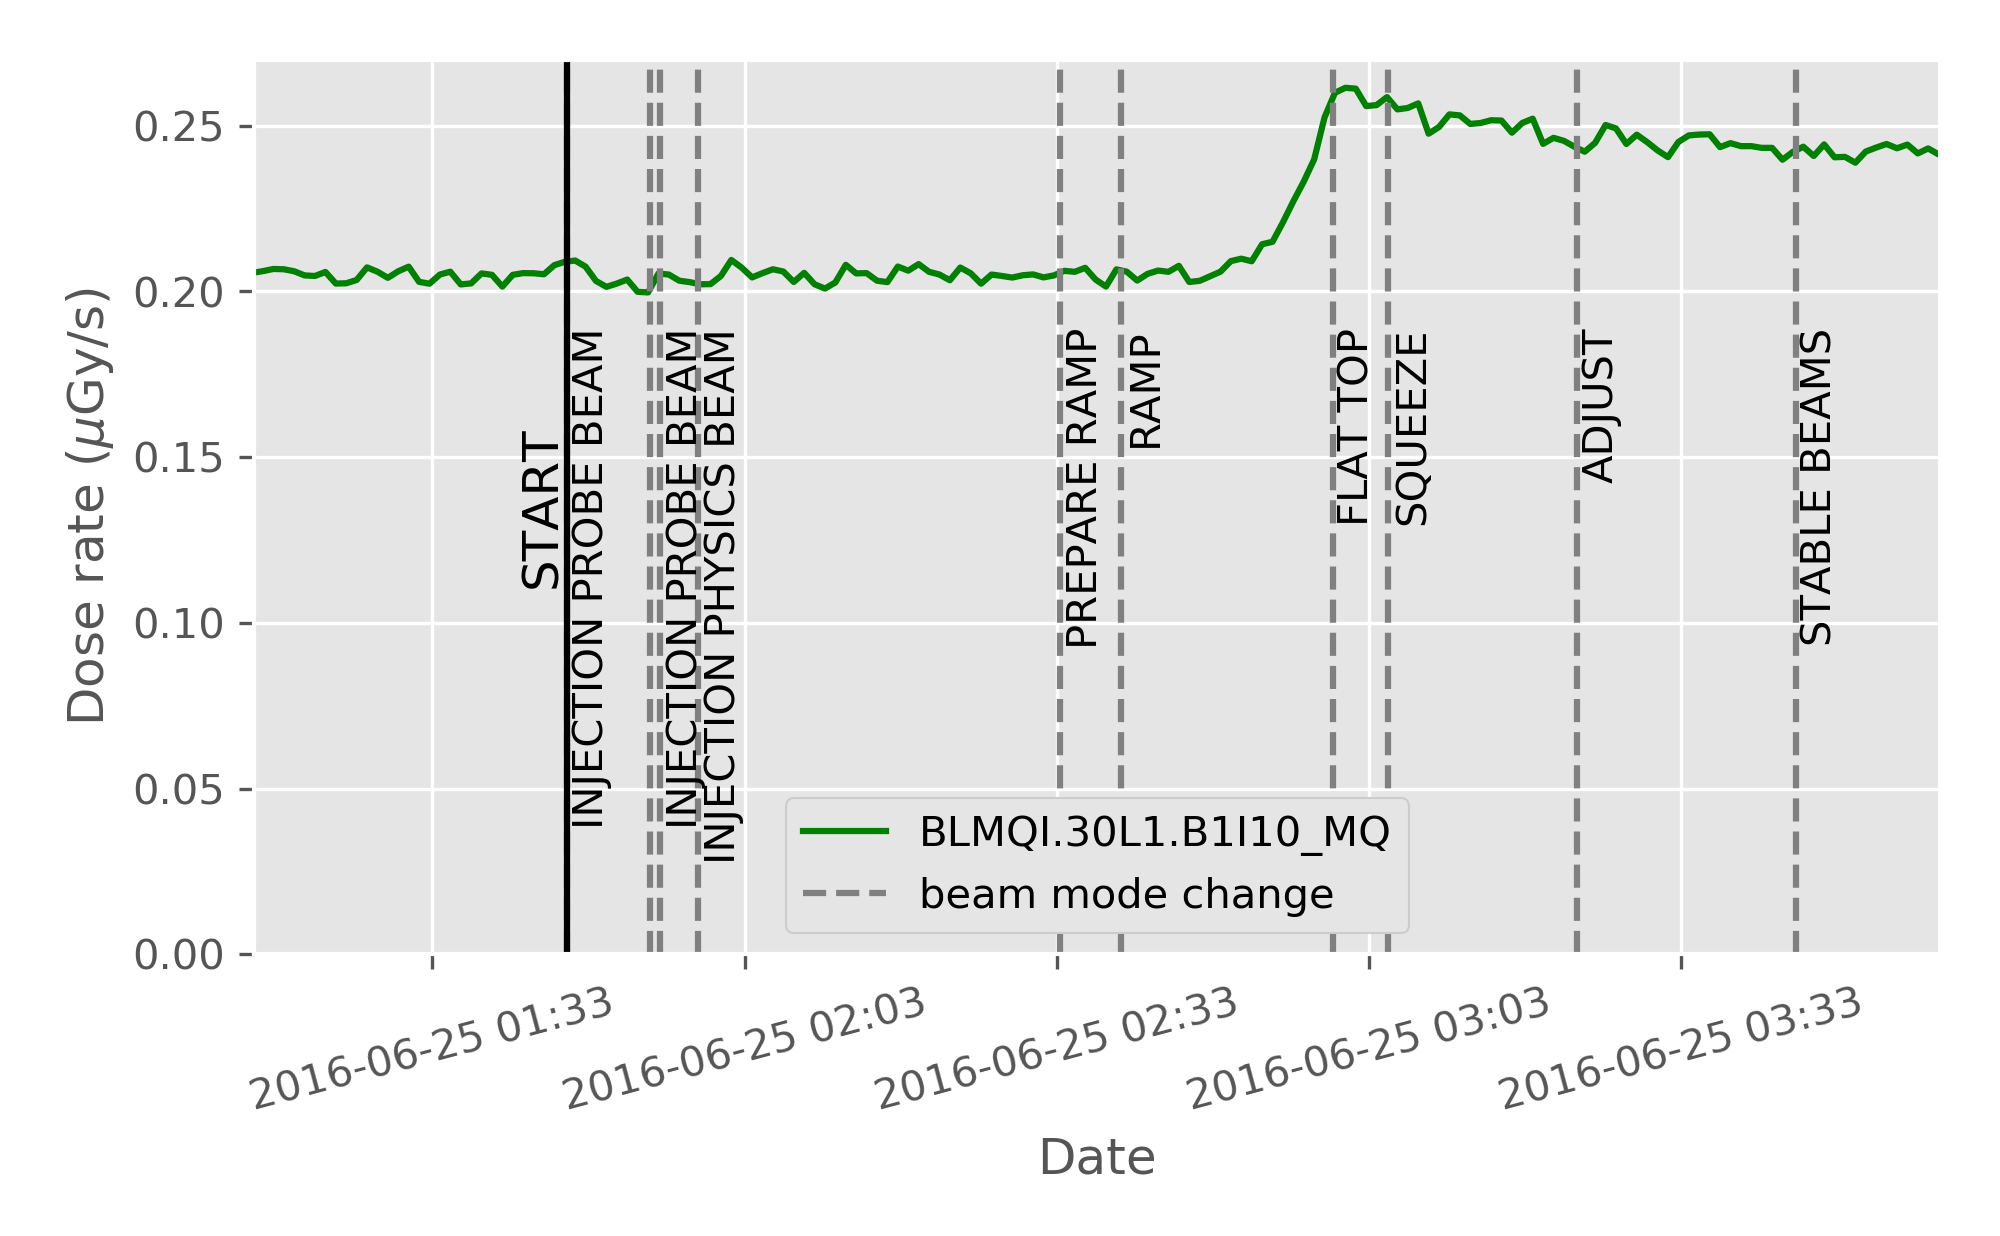 0.25
0.20
0.15
0.10
0.05
0.00
Dose rate (μGy/s)
START
INJECTION PROBE BEAM
INJECTION PROBE BEAM
INJECTION PHYSICS BEAM
PREPARE RAMP
RAMP
FLAT TOP
SQUEEZE
ADJUST
STABLE BEAMS
BLMQI.30L1.B1I10_MQ
beam mode change
2016-06-25 01:33
2016-06-25 02:03
2016-06-25 02:33
2016-06-25 03:03
2016-06-25 03:33
Date